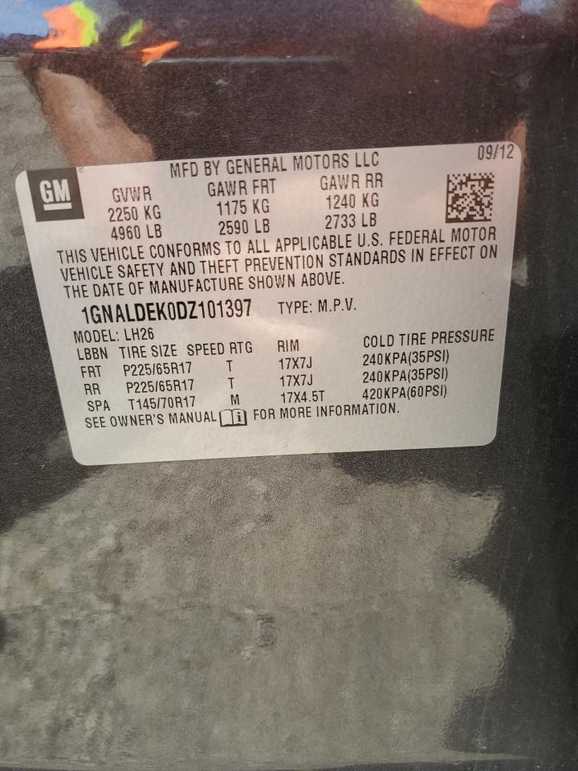 GM
MFD BY GENERAL MOTORS LLC 09/12
GVWR GAWR FRT GAWR RR
2250 KG 1175 KG 1240 KG
4960 LB 2590 LB 2733 LB
THIS VEHICLE CONFORMS TO ALL APPLICABLE U.S. FEDERAL MOTOR
VEHICLE SAFETY AND THEFT PREVENTION STANDARDS IN EFFECT ON
THE DATE OF MANUFACTURE SHOWN ABOVE.
1GNALDEK0DZ101397 TYPE: M.P.V.
MODEL: LH26
LBBN TIRE SIZE SPEED RTG RIM COLD TIRE PRESSURE
FRT P225/65R17 T 17X7J 240KPA(35PSI)
RR P225/65R17 T 17X7J 240KPA(35PSI)
SPA T145/70R17 M 17X4.5T 420KPA(60PSI)
SEE OWNER'S MANUAL FOR MORE INFORMATION.